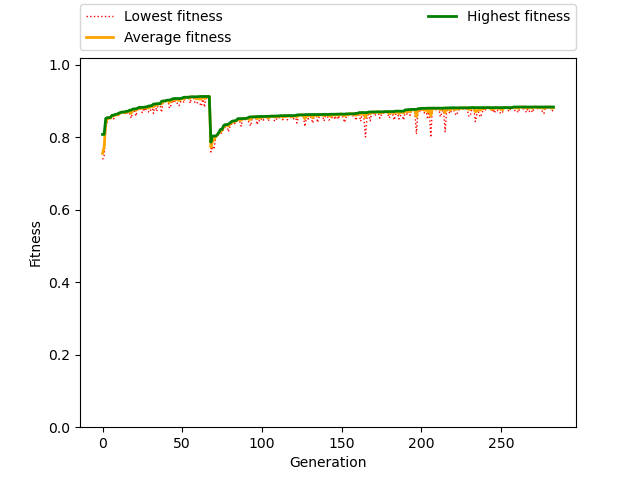 Lowest fitness
Average fitness
Highest fitness
1.0
0.8
0.6
0.4
0.2
0.0
Fitness
0 50 100 150 200 250
Generation